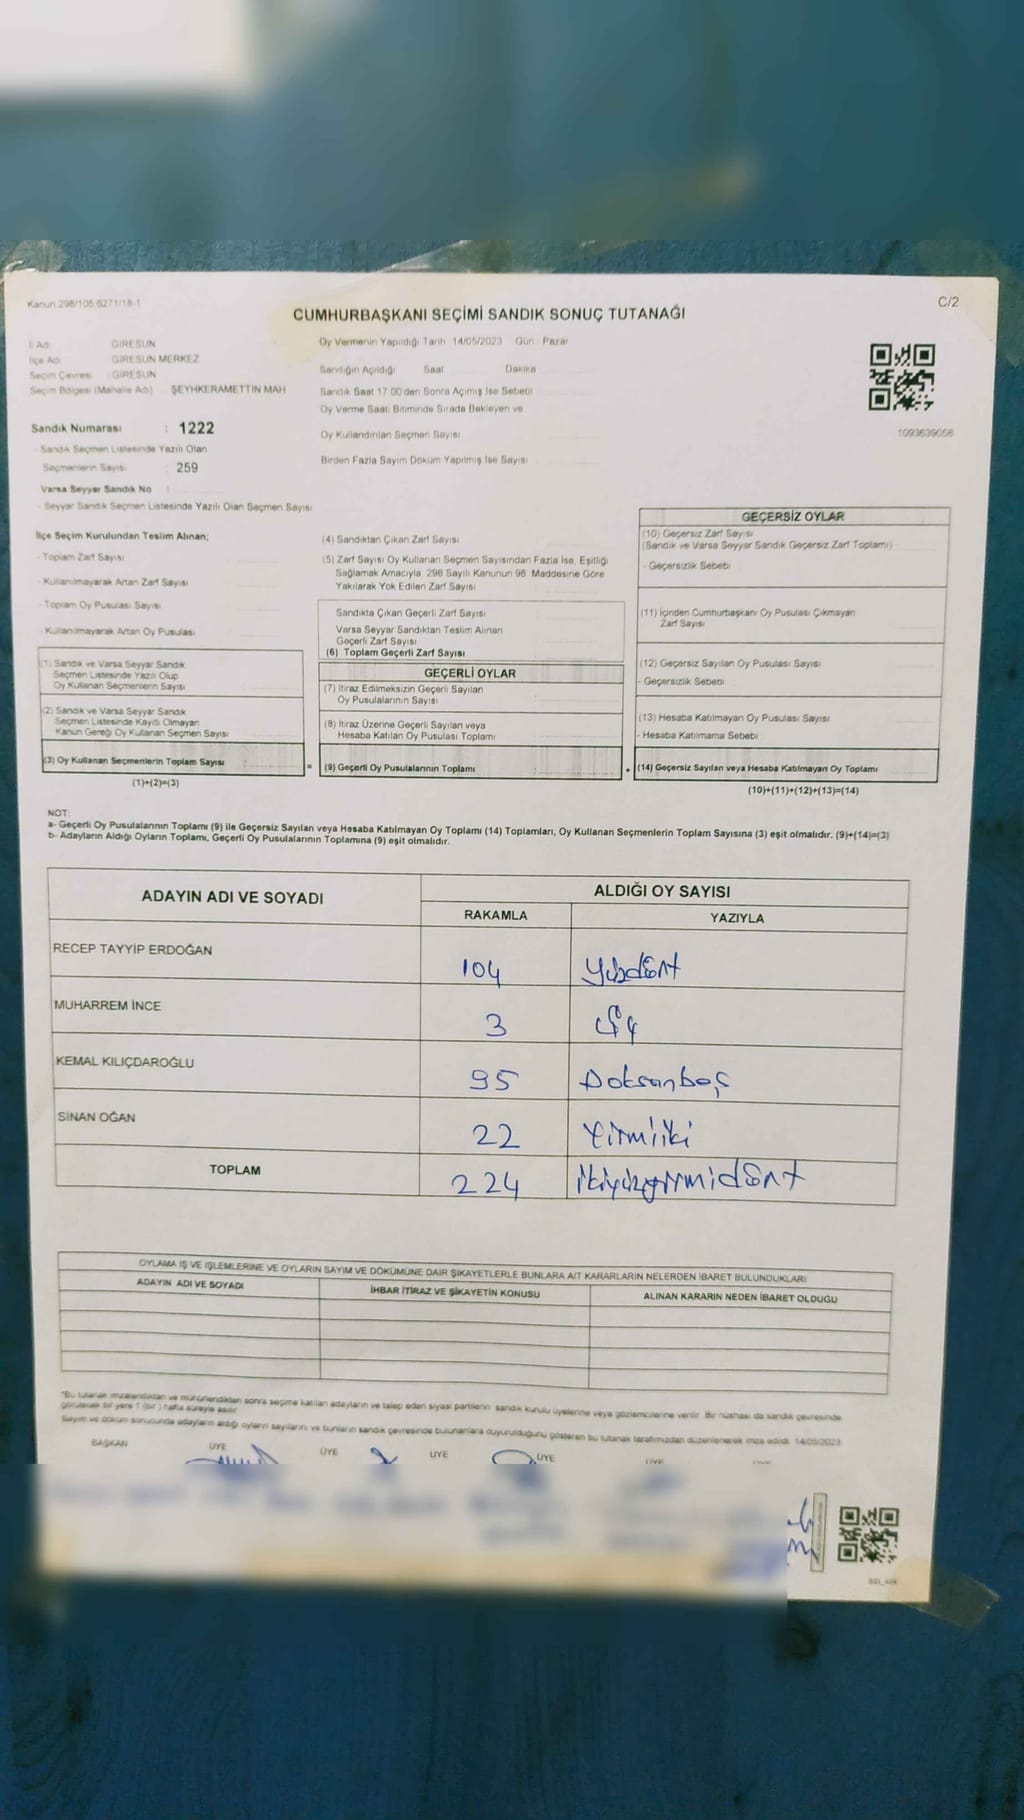 Kanun:298/105,6271/18-1
C/2
CUMHURBAŞKANI SEÇİMİ SANDIK SONUÇ TUTANAĞI
İl Adı GİRESUN
İlçe Adı GİRESUN MERKEZ
Seçim Çevresi : GİRESUN
Seçim Bölgesi (Mahalle Adı) ŞEYHKERAMETTİN MAH
Sandık Numarası : 1222
- Sandık Seçmen Listesinde Yazılı Olan
Seçmenlerin Sayısı : 259
Varsa Seyyar Sandık No
- Seyyar Sandık Seçmen Listesinde Yazılı Olan Seçmen Sayısı
Oy Vermenin Yapıldığı Tarih 14/05/2023 Gün : Pazar
Sandığın Açıldığı Saat Dakika
Sandık Saat 17.00'den Sonra Açımış İse Sebebi
Oy Verme Saati Bitiminde Sırada Bekleyen ve
Oy Kullandırılan Seçmen Sayısı
Birden Fazla Sayım Döküm Yapılmış İse Sayısı
1093639058
İlçe Seçim Kurulundan Teslim Alınan;
- Toplam Zarf Sayısı
- Kullanılmayarak Artan Zarf Sayısı
- Toplam Oy Pusulası Sayısı
- Kullanılmayarak Artan Oy Pusulası
(1) Sandık ve Varsa Seyyar Sandık
Seçmen Listesinde Yazılı Olup
Oy Kullanan Seçmenlerin Sayısı
(2) Sandık ve Varsa Seyyar Sandık
Seçmen Listesinde Kayıtlı Olmayan
Kanun Gereği Oy Kullanan Seçmen Sayısı
(3) Oy Kullanan Seçmenlerin Toplam Sayısı
(1)+(2)=(3)
(4) Sandıktan Çıkan Zarf Sayısı
(5) Zarf Sayısı Oy Kullanan Seçmen Sayısından Fazla İse, Eşitliği
Sağlamak Amacıyla, 298 Sayılı Kanunun 98. Maddesine Göre
Yakılarak Yok Edilen Zarf Sayısı
Sandıkta Çıkan Geçerli Zarf Sayısı
Varsa Seyyar Sandıktan Teslim Alınan
Geçerli Zarf Sayısı
(6) Toplam Geçerli Zarf Sayısı
GEÇERLİ OYLAR
(7) İtiraz Edilmeksizin Geçerli Sayılan
Oy Pusulalarının Sayısı
(8) İtiraz Üzerine Geçerli Sayılan veya
Hesaba Katılan Oy Pusulası Toplamı
= (9) Geçerli Oy Pusulalarının Toplamı
GEÇERSİZ OYLAR
(10) Geçersiz Zarf Sayısı
(Sandık ve Varsa Seyyar Sandık Geçersiz Zarf Toplamı)
- Geçersizlik Sebebi
(11) İçinden Cumhurbaşkanı Oy Pusulası Çıkmayan
Zarf Sayısı
(12) Geçersiz Sayılan Oy Pusulası Sayısı
- Geçersizlik Sebebi
(13) Hesaba Katılmayan Oy Pusulası Sayısı
- Hesaba Katılmama Sebebi
+ (14) Geçersiz Sayılan veya Hesaba Katılmayan Oy Toplamı
(10)+(11)+(12)+(13)=(14)
NOT:
a- Geçerli Oy Pusulalarının Toplamı (9) ile Geçersiz Sayılan veya Hesaba Katılmayan Oy Toplamı (14) Toplamları, Oy Kullanan Seçmenlerin Toplam Sayısına (3) eşit olmalıdır. (9)+(14)=(3)
b- Adayların Aldığı Oyların Toplamı, Geçerli Oy Pusulalarının Toplamına (9) eşit olmalıdır.
ADAYIN ADI VE SOYADI ALDIĞI OY SAYISI
RAKAMLA YAZIYLA
RECEP TAYYİP ERDOĞAN 104 Yüzdört
MUHARREM İNCE 3 üç
KEMAL KILIÇDAROĞLU 95 Doksanbeş
SİNAN OĞAN 22 Yirmiiki
TOPLAM 224 ikiyüzyirmidört
OYLAMA İŞ VE İŞLEMLERİNE VE OYLARIN SAYIM VE DÖKÜMÜNE DAİR ŞİKAYETLERLE BUNLARA AİT KARARLARIN NELERDEN İBARET BULUNDUKLARI
ADAYIN ADI VE SOYADI İHBAR İTİRAZ VE ŞİKAYETİN KONUSU ALINAN KARARIN NEDEN İBARET OLDUĞU
*Bu tutanak imzalandıktan ve mühürlendikten sonra seçime katılan adayların ve talep eden siyasi partilerin sandık kurulu üyelerine veya gözlemcilerine verilir. Bir nüshası da sandık çevresinde
görülecek bir yere 1 (bir) hafta süreyle asılır.
Sayım ve döküm sonucunda adayların aldığı oyların sayılarını ve bunların sandık çevresinde bulunanlara duyurulduğunu gösteren bu tutanak tarafımızdan düzenlenerek imza edildi. 14/05/2023
BAŞKAN ÜYE ÜYE ÜYE ÜYE ÜYE